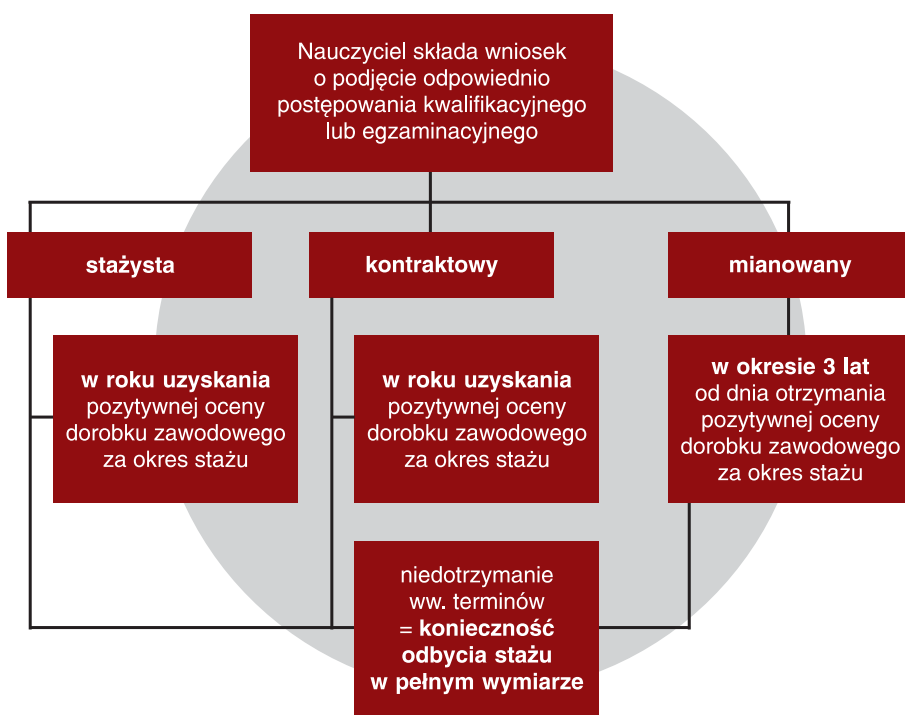 Nauczyciel składa wniosek
o podjęcie odpowiednio
postępowania kwalifikacyjnego
lub egzaminacyjnego
stażysta
kontraktowy
mianowany
w roku uzyskania
pozytywnej oceny
dorobku zawodowego
za okres stażu
w roku uzyskania
pozytywnej oceny
dorobku zawodowego
za okres stażu
w okresie 3 lat
od dnia otrzymania
pozytywnej oceny
dorobku zawodowego
za okres stażu
niedotrzymanie
ww. terminów
= konieczność
odbycia stażu
w pełnym wymiarze